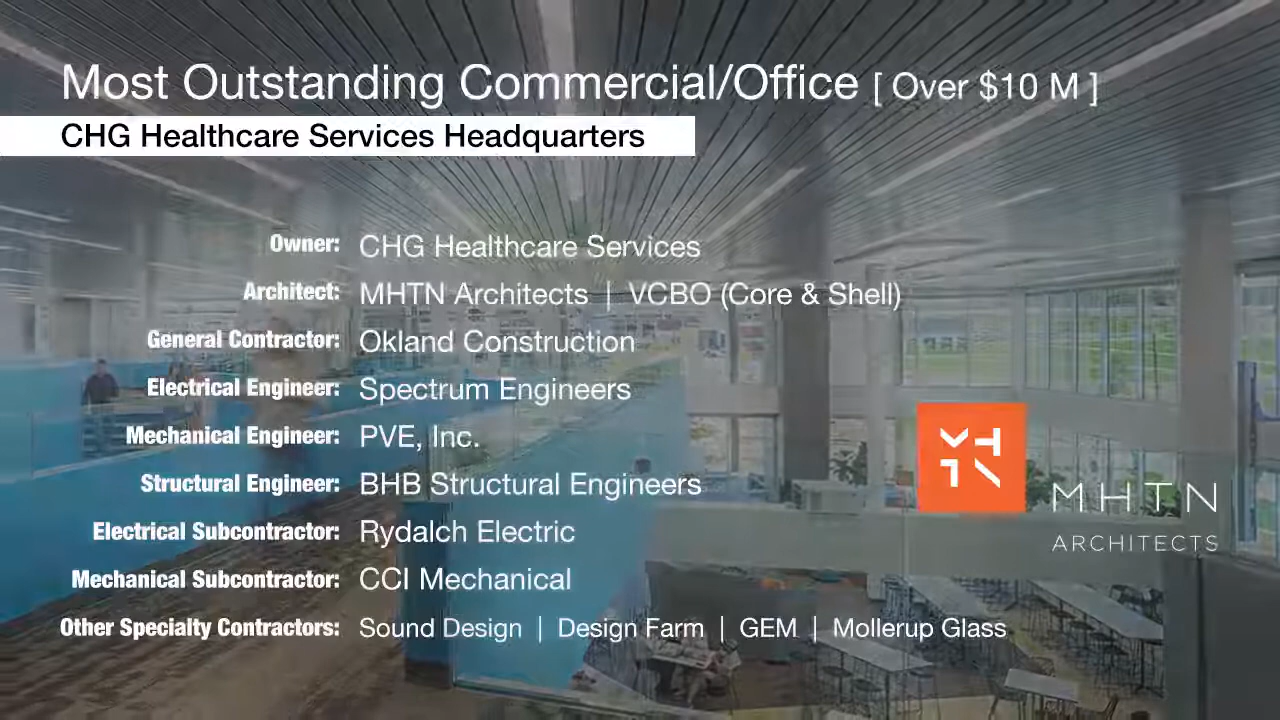 Most Outstanding Commercial/Office [ Over $10 M ]
CHG Healthcare Services Headquarters
Owner: CHG Healthcare Services
Architect: MHTN Architects | VCBO (Core & Shell)
General Contractor: Okland Construction
Electrical Engineer: Spectrum Engineers
Mechanical Engineer: PVE, Inc.
Structural Engineer: BHB Structural Engineers
Electrical Subcontractor: Rydalch Electric
Mechanical Subcontractor: CCI Mechanical
Other Specialty Contractors: Sound Design | Design Farm | GEM | Mollerup Glass
MHTN
MHTN
ARCHITECTS